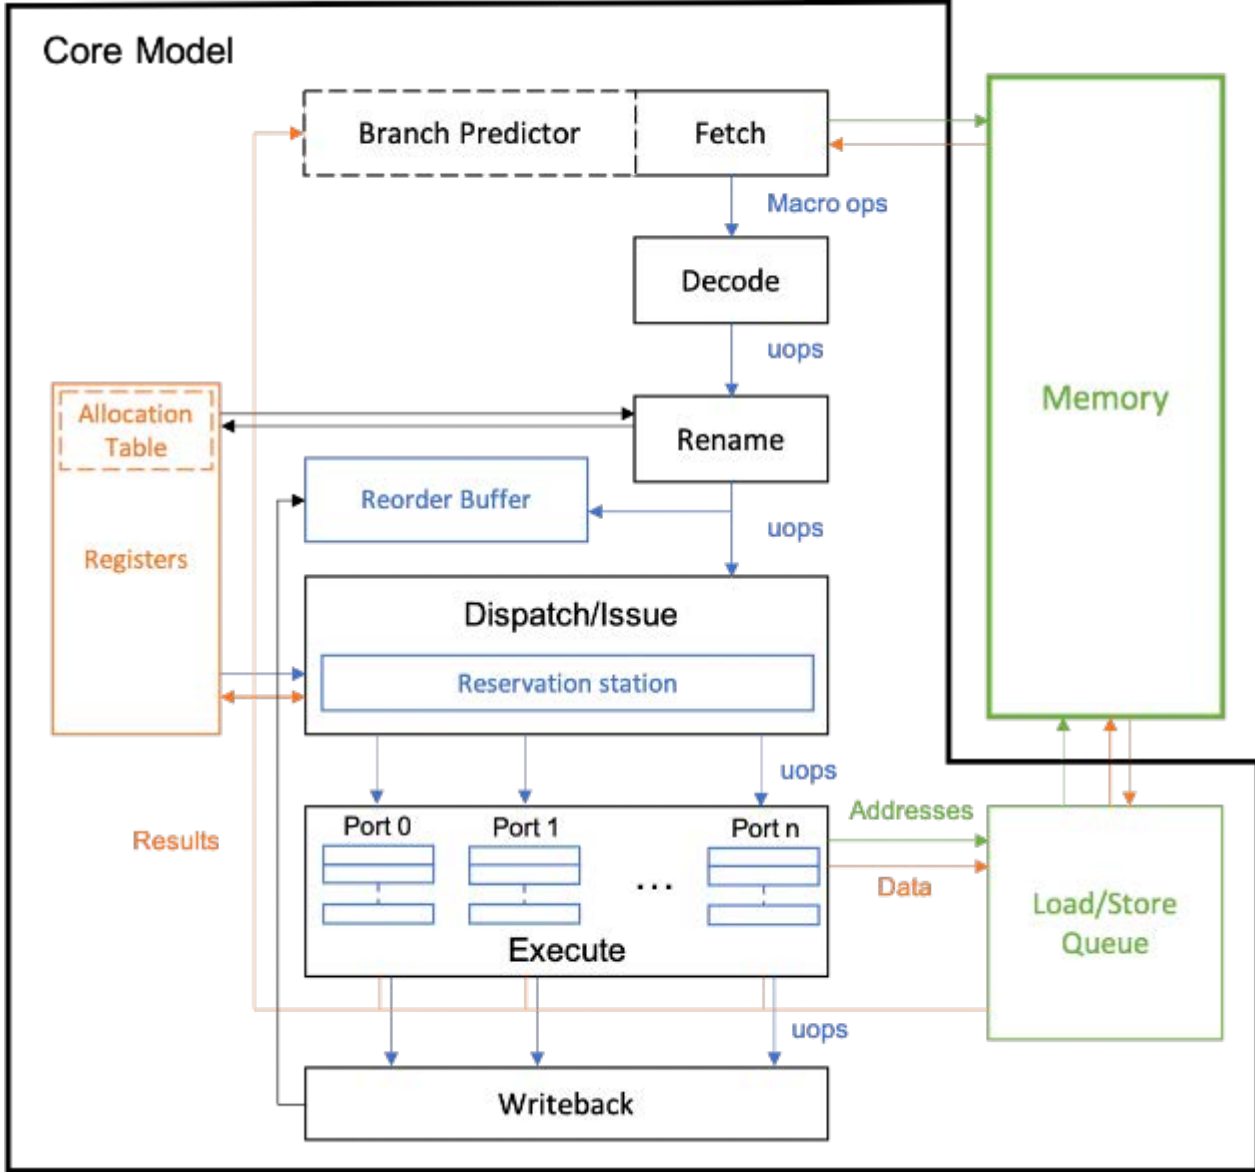 Core Model
Branch Predictor
Fetch
Macro ops
Decode
uops
Allocation
Table
Rename
Memory
Reorder Buffer
uops
Registers
Dispatch/Issue
Reservation station
uops
Addresses
Port 0
Port 1
Port n
Results
...
Data
Load/Store
Queue
Execute
uops
Writeback